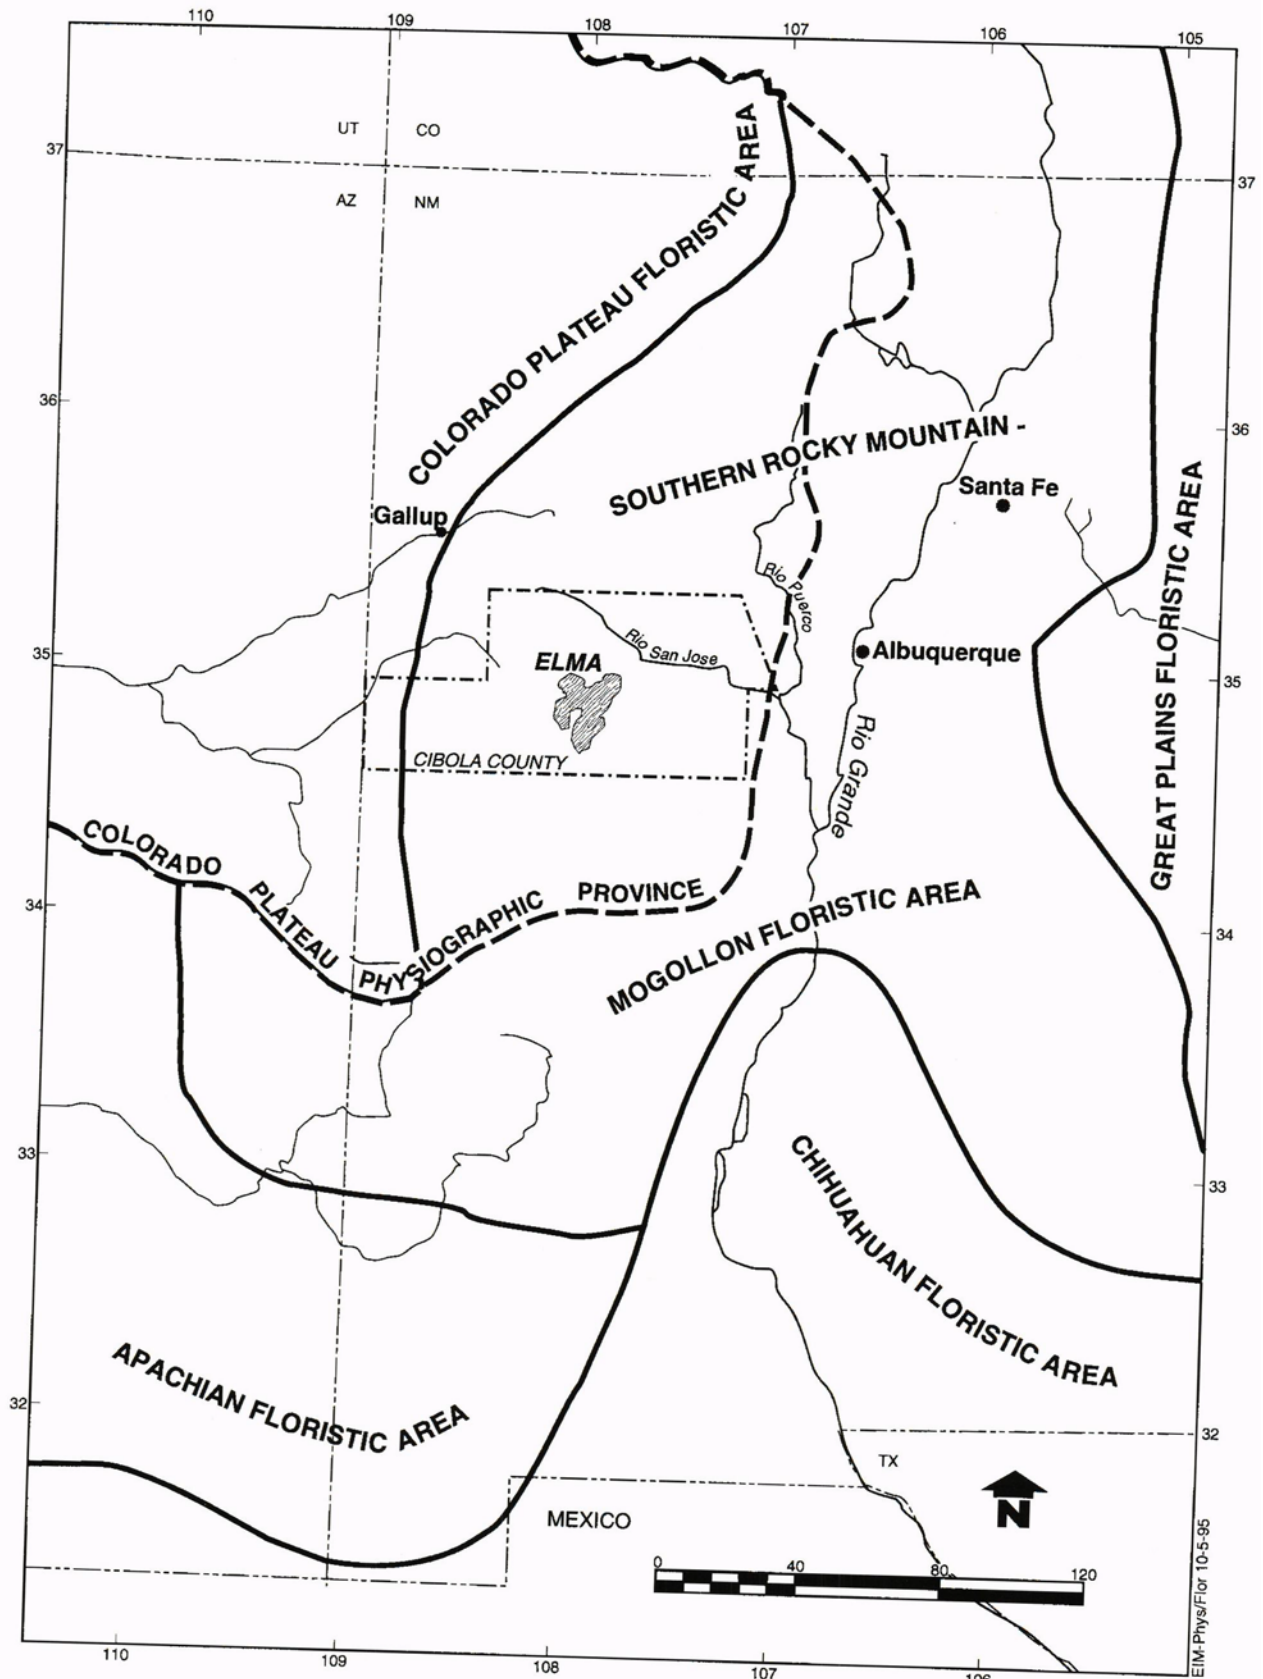 110
109
108
107
106
105
UT
CO
37
37
AZ
NM
COLORADO PLATEAU FLORISTIC AREA
36
36
SOUTHERN ROCKY MOUNTAIN -
Santa Fe
Gallup
Rio Puerco
GREAT PLAINS FLORISTIC AREA
35
Rio San Jose
Albuquerque
ELMA
35
Rio Grande
CIBOLA COUNTY
COLORADO PLATEAU PHYSIOGRAPHIC PROVINCE
34
MOGOLLON FLORISTIC AREA
34
33
CHIHUAHUAN FLORISTIC AREA
33
APACHIAN FLORISTIC AREA
32
32
TX
N
MEXICO
0
40
80
120
EIM-Phys/Flor 10-5-95
110
109
108
107
106